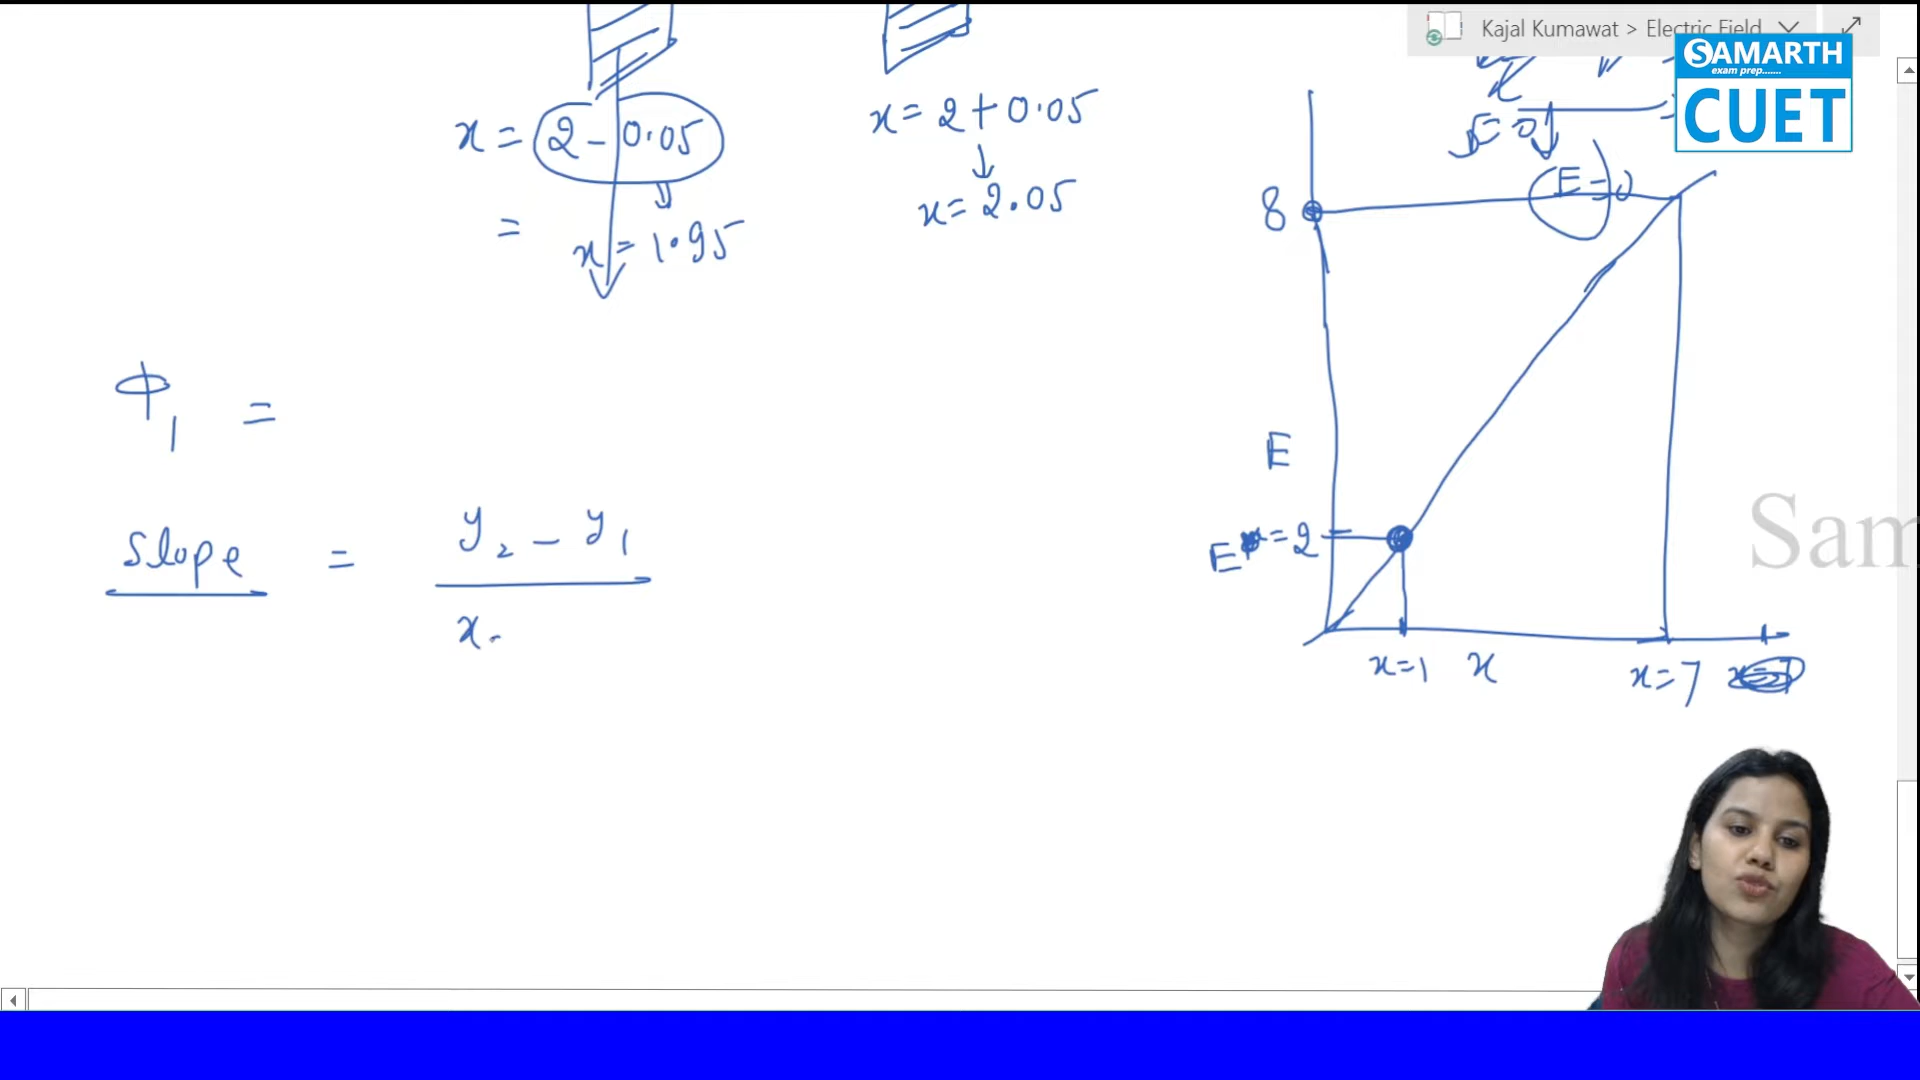 Kajal Kumawat > Electric Field
SAMARTH
exam prep.......
CUET
x = 2 - 0.05
=
x = 1.95
x = 2 + 0.05
x = 2.05
E = 0
8
E
E = 2
x = 1
x
x = 7
Φ₁ =
Slope = y₂ - y₁
x
Sam